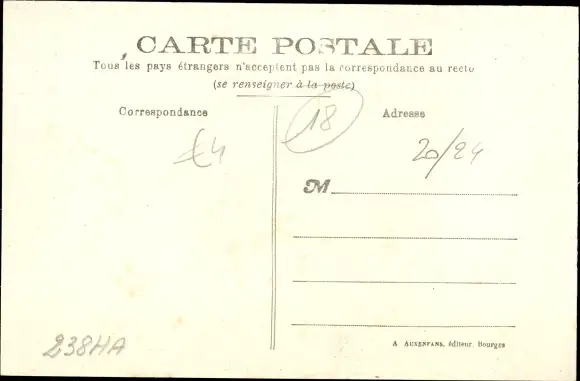 CARTE POSTALE
Tous les pays étrangers n'acceptent pas la correspondance au recto
(se renseigner à la poste)
Correspondance
18
Adresse
€4
20/24
M
238HA
A AUXENFANS, éditeur, Bourges